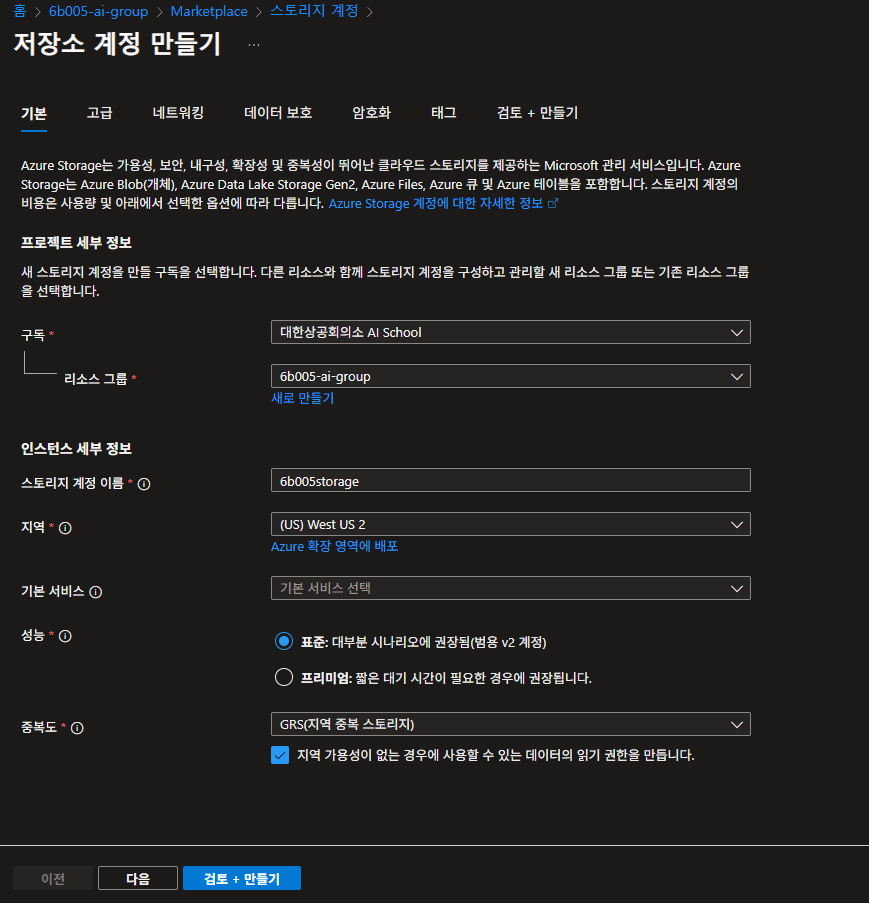 홈 > 6b005-ai-group > Marketplace > 스토리지 계정 >
저장소 계정 만들기 ...
기본 고급 네트워킹 데이터 보호 암호화 태그 검토 + 만들기
Azure Storage는 가용성, 보안, 내구성, 확장성 및 중복성이 뛰어난 클라우드 스토리지를 제공하는 Microsoft 관리 서비스입니다. Azure
Storage는 Azure Blob(개체), Azure Data Lake Storage Gen2, Azure Files, Azure 큐 및 Azure 테이블을 포함합니다. 스토리지 계정의
비용은 사용량 및 아래에서 선택한 옵션에 따라 다릅니다. Azure Storage 계정에 대한 자세한 정보
프로젝트 세부 정보
새 스토리지 계정을 만들 구독을 선택합니다. 다른 리소스와 함께 스토리지 계정을 구성하고 관리할 새 리소스 그룹 또는 기존 리소스 그룹
을 선택합니다.
구독 * 대한상공회의소 AI School
리소스 그룹 * 6b005-ai-group
새로 만들기
인스턴스 세부 정보
스토리지 계정 이름 * 6b005storage
지역 * (US) West US 2
Azure 확장 영역에 배포
기본 서비스 기본 서비스 선택
성능 * 표준: 대부분 시나리오에 권장됨(범용 v2 계정)
프리미엄: 짧은 대기 시간이 필요한 경우에 권장됩니다.
중복도 * GRS(지역 중복 스토리지)
지역 가용성이 없는 경우에 사용할 수 있는 데이터의 읽기 권한을 만듭니다.
이전 다음 검토 + 만들기